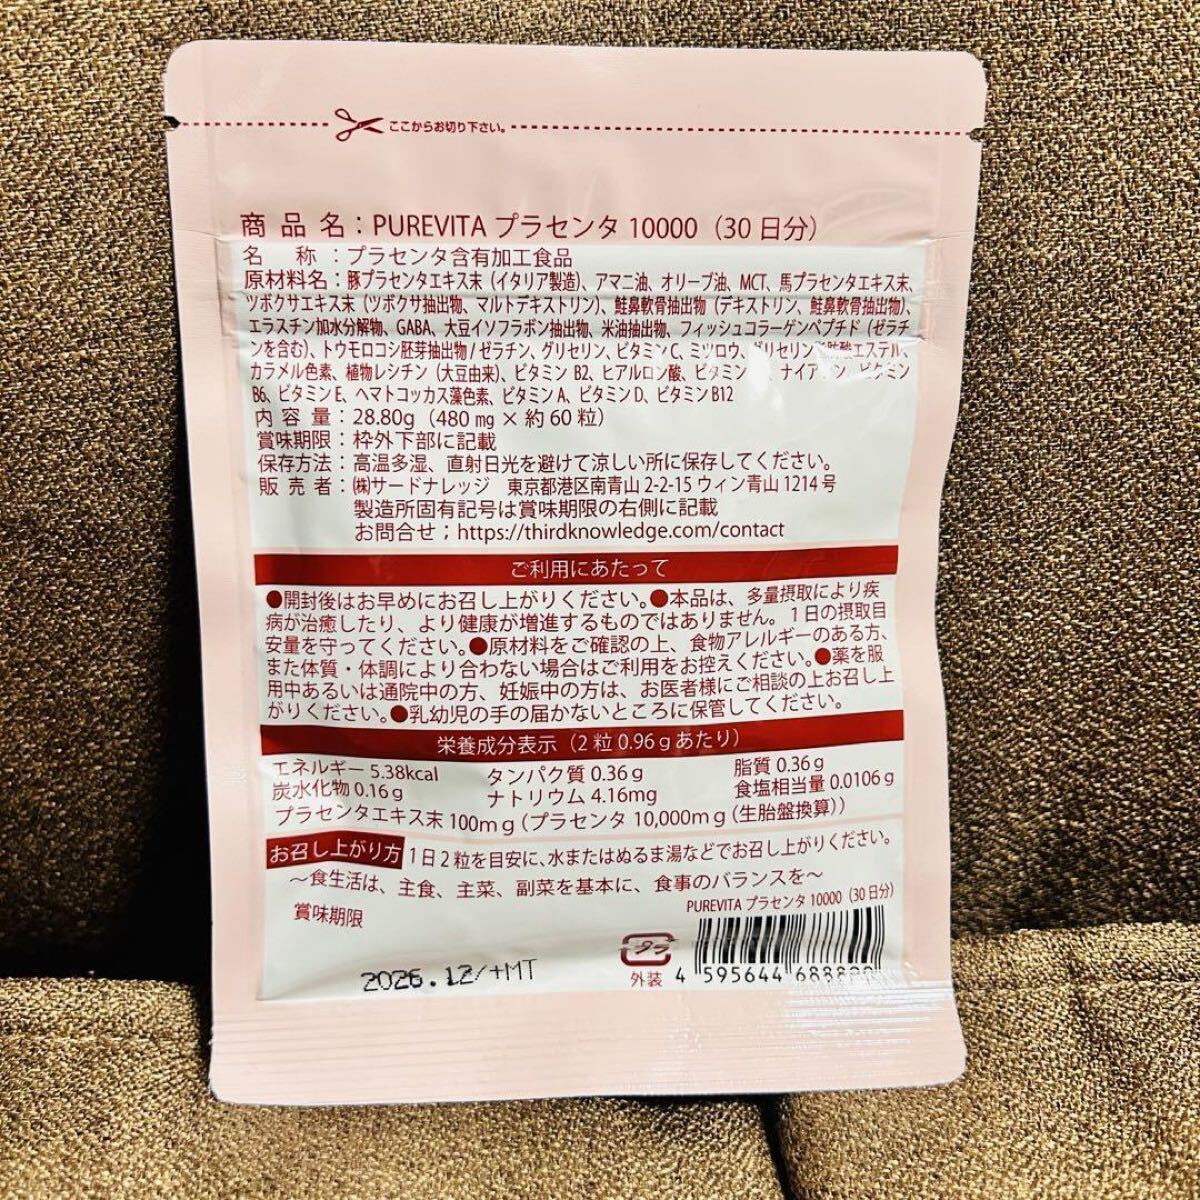 ここからお切り下さい。
商品名：PUREVITA プラセンタ 10000（30日分）
名称：プラセンタ含有加工食品
原材料名：豚プラセンタエキス末（イタリア製造）、アマニ油、オリーブ油、MCT、馬プラセンタエキス末、
ツボクサエキス末（ツボクサ抽出物、マルトデキストリン）、鮭鼻軟骨抽出物（デキストリン、鮭鼻軟骨抽出物）、
エラスチン加水分解物、GABA、大豆イソフラボン抽出物、米油抽出物、フィッシュコラーゲンペプチド（ゼラチ
ンを含む）、トウモロコシ胚芽抽出物/ゼラチン、グリセリン、ビタミンC、ミツロウ、グリセリン脂肪酸エステル、
カラメル色素、植物レシチン（大豆由来）、ビタミンB2、ヒアルロン酸、ビタミン 、ナイアシン、ビタミン
B6、ビタミンE、ヘマトコッカス藻色素、ビタミンA、ビタミンD、ビタミンB12
内容量：28.80g（480㎎×約60粒）
賞味期限：枠外下部に記載
保存方法：高温多湿、直射日光を避けて涼しい所に保存してください。
販売者：㈱サードナレッジ 東京都港区南青山2-2-15 ウィン青山1214号
製造所固有記号は賞味期限の右側に記載
お問合せ；https://thirdknowledge.com/contact
ご利用にあたって
●開封後はお早めにお召し上がりください。●本品は、多量摂取により疾
病が治癒したり、より健康が増進するものではありません。1日の摂取目
安量を守ってください。●原材料をご確認の上、食物アレルギーのある方、
また体質・体調により合わない場合はご利用をお控えください。●薬を服
用中あるいは通院中の方、妊娠中の方は、お医者様にご相談の上お召し上
がりください。●乳幼児の手の届かないところに保管してください。
栄養成分表示（2粒0.96gあたり）
エネルギー 5.38kcal タンパク質 0.36g 脂質 0.36g
炭水化物 0.16g ナトリウム 4.16mg 食塩相当量 0.0106g
プラセンタエキス末 100mg（プラセンタ 10,000mg（生胎盤換算））
お召し上がり方 1日2粒を目安に、水またはぬるま湯などでお召し上がりください。
～食生活は、主食、主菜、副菜を基本に、食事のバランスを～
PUREVITA プラセンタ 10000（30日分）
賞味期限
プラ
外装
2026.12/+MT
4 595644